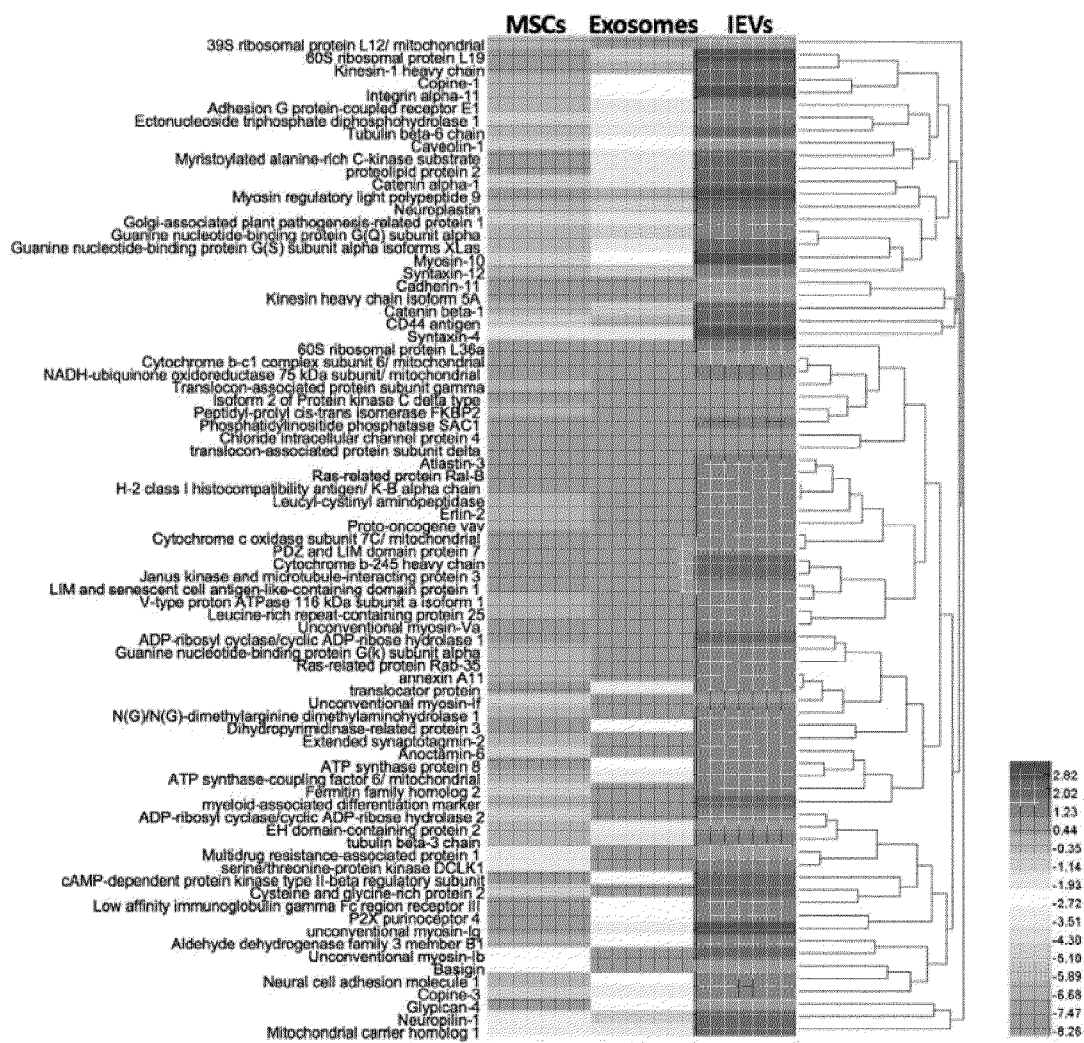 MSCs Exosomes IEVs
39S ribosomal protein L12/ mitochondrial
60S ribosomal protein L19
Kinesin-1 heavy chain
Copine-1
Integrin alpha-11
Adhesion G protein-coupled receptor E1
Ectonucleoside triphosphate diphosphohydrolase 1
Tubulin beta-6 chain
Caveolin-1
Myristoylated alanine-rich C-kinase substrate
proteolipid protein 2
Catenin alpha-1
Myosin regulatory light polypeptide 9
Neuroplastin
Golgi-associated plant pathogenesis-related protein 1
Guanine nucleotide-binding protein G(Q) subunit alpha
Guanine nucleotide-binding protein G(S) subunit alpha isoforms XLas
Myosin-10
Syntaxin-12
Cadherin-11
Kinesin heavy chain isoform 5A
Catenin beta-1
CD44 antigen
Syntaxin-4
60S ribosomal protein L36a
Cytochrome b-c1 complex subunit 6/ mitochondrial
NADH-ubiquinone oxidoreductase 75 kDa subunit/ mitochondrial
Translocon-associated protein subunit gamma
Isoform 2 of Protein kinase C delta type
Peptidyl-prolyl cis-trans isomerase FKBP2
Phosphatidylinositide phosphatase SAC1
Chloride intracellular channel protein 4
translocon-associated protein subunit delta
Atlastin-3
Ras-related protein Ral-B
H-2 class I histocompatibility antigen/ K-B alpha chain
Leucyl-cystinyl aminopeptidase
Erlin-2
Proto-oncogene vav
Cytochrome c oxidase subunit 7C/ mitochondrial
PDZ and LIM domain protein 7
Cytochrome b-245 heavy chain
Janus kinase and microtubule-interacting protein 3
LIM and senescent cell antigen-like-containing domain protein 1
V-type proton ATPase 116 kDa subunit a isoform 1
Leucine-rich repeat-containing protein 25
Unconventional myosin-Va
ADP-ribosyl cyclase/cyclic ADP-ribose hydrolase 1
Guanine nucleotide-binding protein G(k) subunit alpha
Ras-related protein Rab-35
annexin A11
translocator protein
Unconventional myosin-If
N(G)/N(G)-dimethylarginine dimethylaminohydrolase 1
Dihydropyrimidinase-related protein 3
Extended synaptotagmin-2
Anoctamin-6
ATP synthase protein 8
ATP synthase-coupling factor 6/ mitochondrial
Fermitin family homolog 2
myeloid-associated differentiation marker
ADP-ribosyl cyclase/cyclic ADP-ribose hydrolase 2
EH domain-containing protein 2
tubulin beta-3 chain
Multidrug resistance-associated protein 1
serine/threonine-protein kinase DCLK1
cAMP-dependent protein kinase type II-beta regulatory subunit
Cysteine and glycine-rich protein 2
Low affinity immunoglobulin gamma Fc region receptor III
P2X purinoceptor 4
unconventional myosin-Ig
Aldehyde dehydrogenase family 3 member B1
Unconventional myosin-Ib
Basigin
Neural cell adhesion molecule 1
Copine-3
Glypican-4
Neuropilin-1
Mitochondrial carrier homolog 1
2.82
2.02
1.23
0.44
-0.35
-1.14
-1.93
-2.72
-3.51
-4.30
-5.10
-5.89
-6.68
-7.47
-8.26